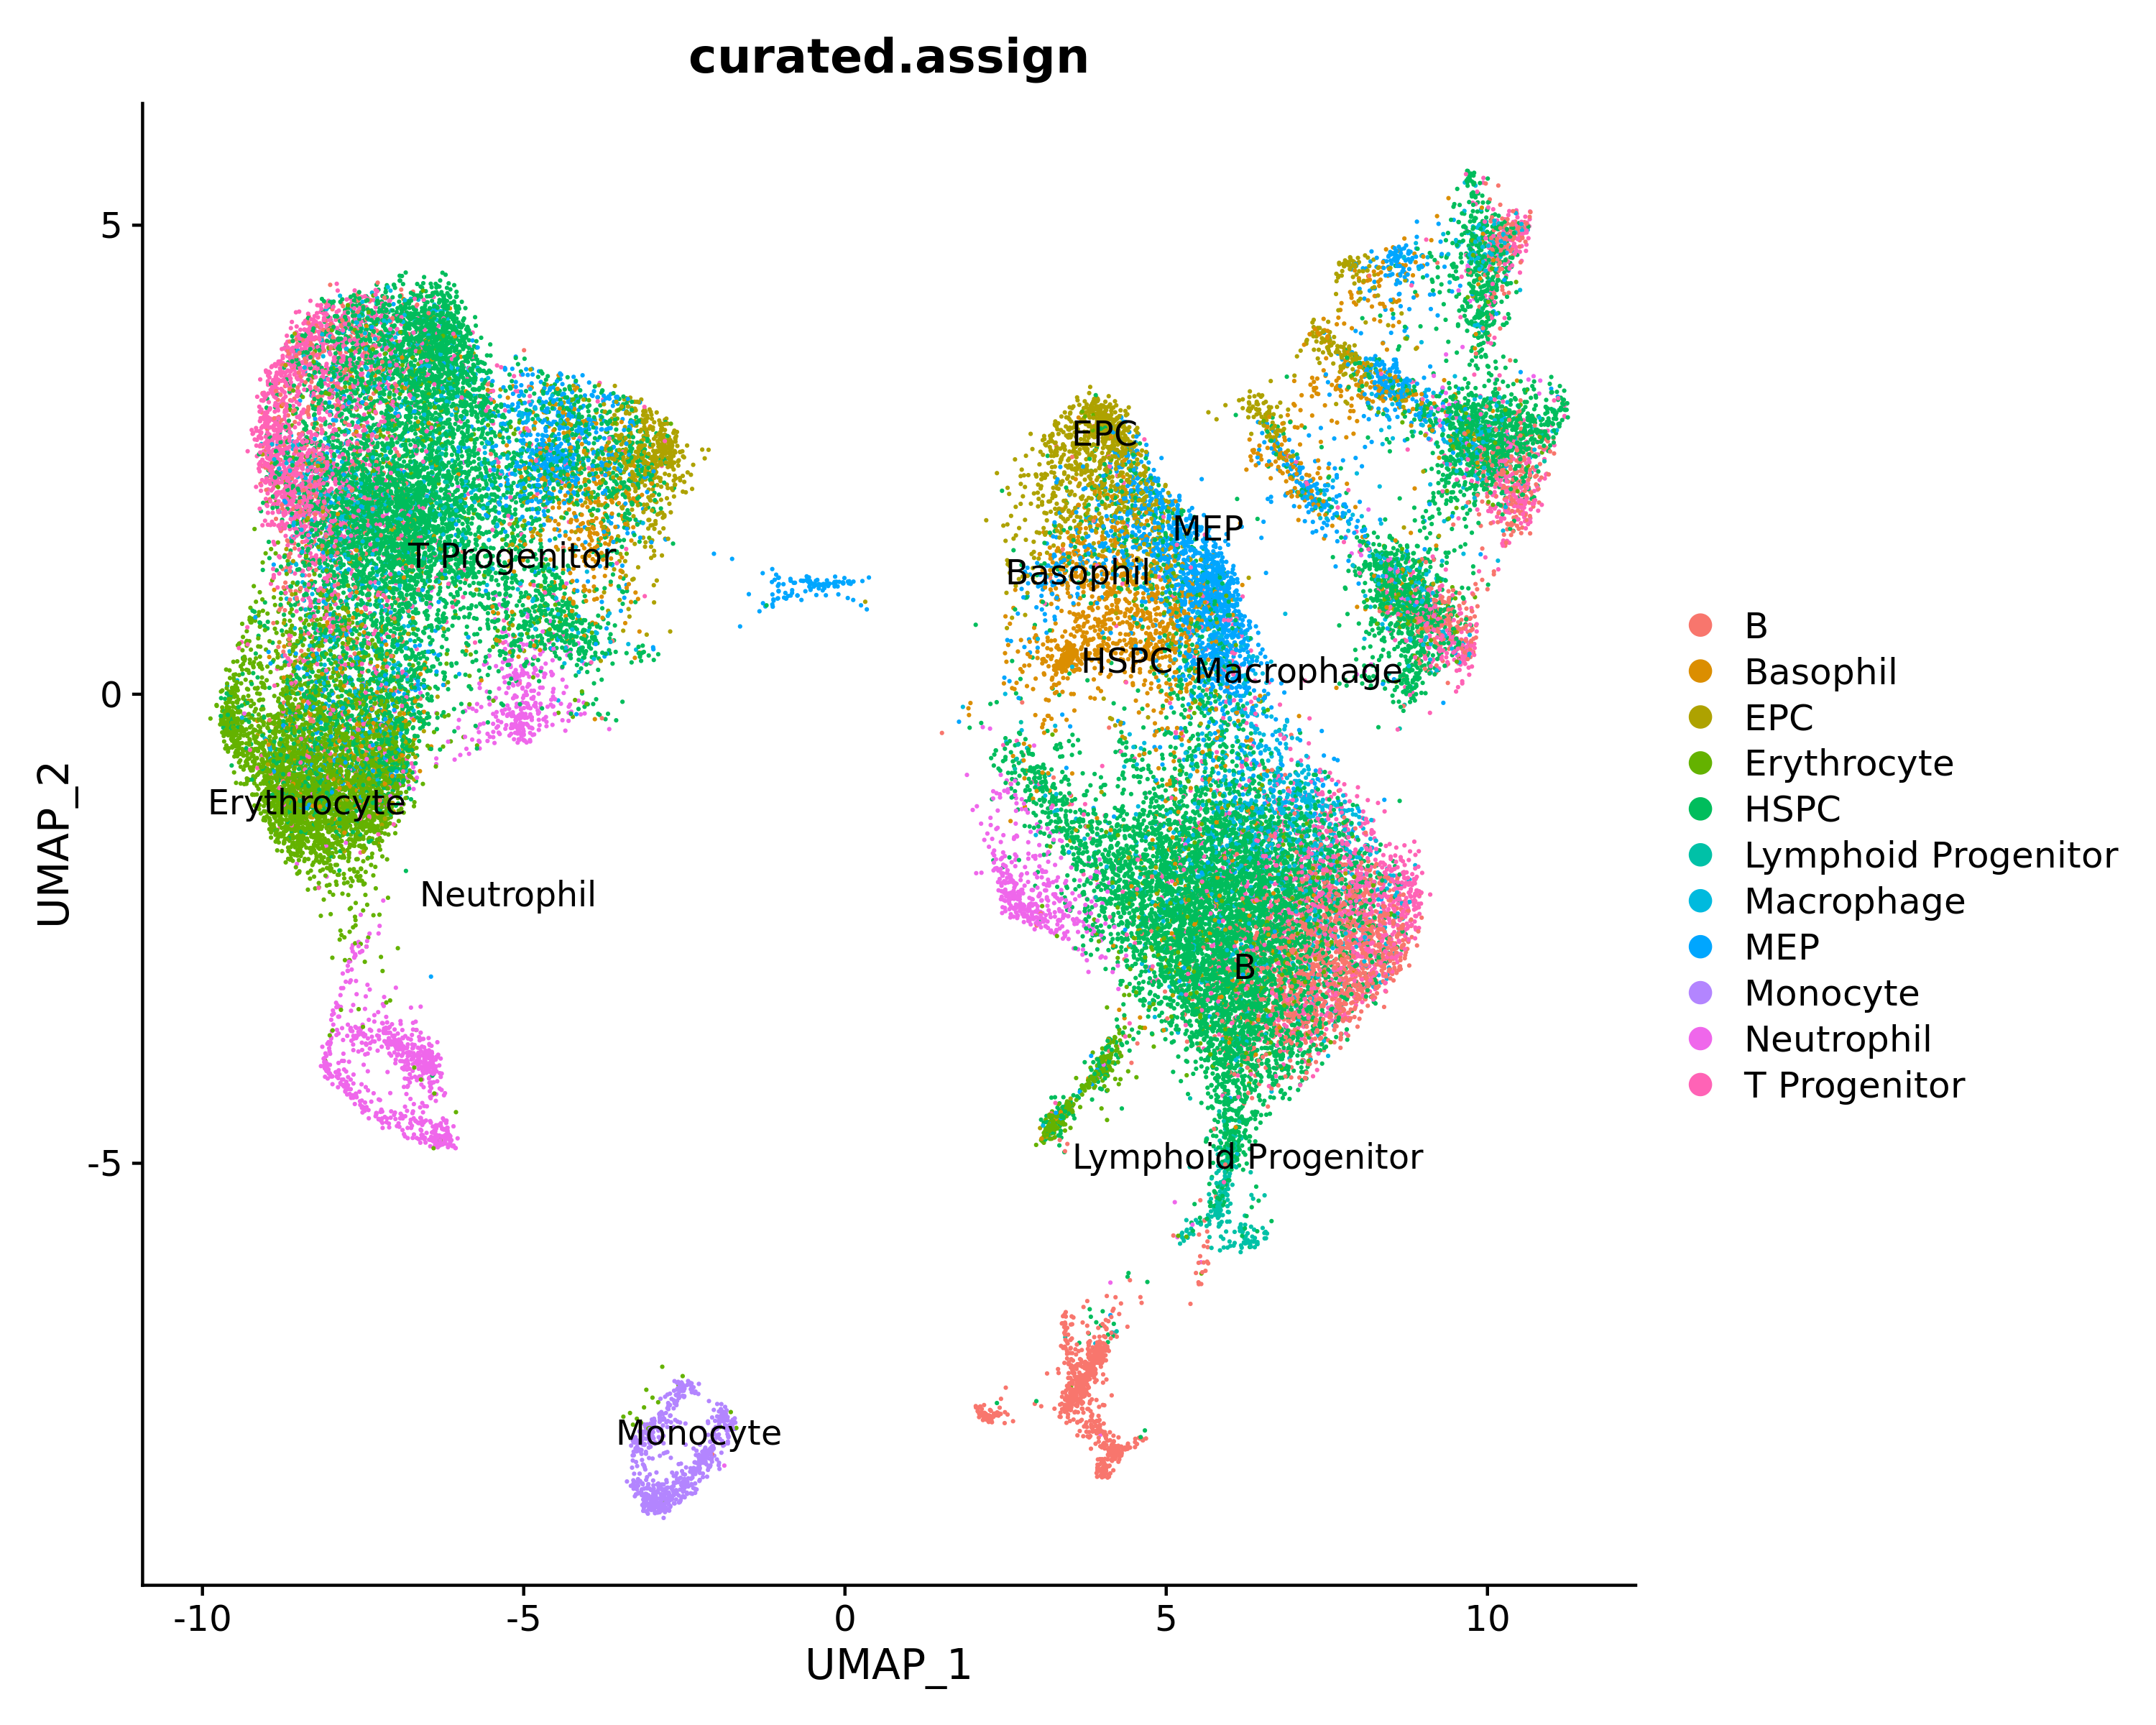 curated.assign
5
0
-5
UMAP_2
EPC
MEP
T Progenitor
Basophil
HSPC
Macrophage
Erythrocyte
Neutrophil
B
Lymphoid Progenitor
Monocyte
-10
-5
0
5
10
UMAP_1
B
Basophil
EPC
Erythrocyte
HSPC
Lymphoid Progenitor
Macrophage
MEP
Monocyte
Neutrophil
T Progenitor